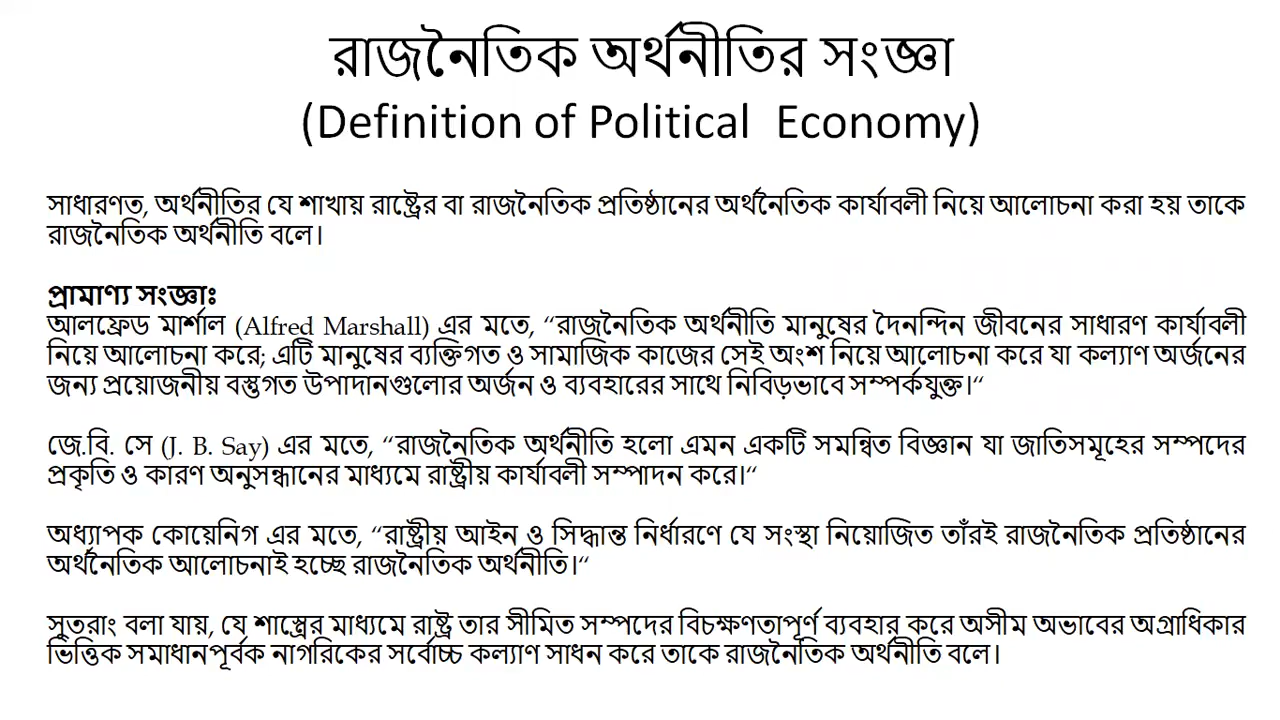 রাজনৈতিক অর্থনীতির সংজ্ঞা
(Definition of Political  Economy)
সাধারণত, অর্থনীতির যে শাখায় রাষ্ট্রের বা রাজনৈতিক প্রতিষ্ঠানের অর্থনৈতিক কার্যাবলী নিয়ে আলোচনা করা হয় তাকে
রাজনৈতিক অর্থনীতি বলে।
প্রামাণ্য সংজ্ঞাঃ
আলফ্রেড মার্শাল (Alfred Marshall) এর মতে, “রাজনৈতিক অর্থনীতি মানুষের দৈনন্দিন জীবনের সাধারণ কার্যাবলী
নিয়ে আলোচনা করে; এটি মানুষের ব্যক্তিগত ও সামাজিক কাজের সেই অংশ নিয়ে আলোচনা করে যা কল্যাণ অর্জনের
জন্য প্রয়োজনীয় বস্তুগত উপাদানগুলোর অর্জন ও ব্যবহারের সাথে নিবিড়ভাবে সম্পর্কযুক্ত।“
জে.বি. সে (J. B. Say) এর মতে, “রাজনৈতিক অর্থনীতি হলো এমন একটি সমন্বিত বিজ্ঞান যা জাতিসমূহের সম্পদের
প্রকৃতি ও কারণ অনুসন্ধানের মাধ্যমে রাষ্ট্রীয় কার্যাবলী সম্পাদন করে।“
অধ্যাপক কোয়েনিগ এর মতে, “রাষ্ট্রীয় আইন ও সিদ্ধান্ত নির্ধারণে যে সংস্থা নিয়োজিত তাঁরই রাজনৈতিক প্রতিষ্ঠানের
অর্থনৈতিক আলোচনাই হচ্ছে রাজনৈতিক অর্থনীতি।“
সুতরাং বলা যায়, যে শাস্ত্রের মাধ্যমে রাষ্ট্র তার সীমিত সম্পদের বিচক্ষণতাপূর্ণ ব্যবহার করে অসীম অভাবের অগ্রাধিকার
ভিত্তিক সমাধানপূর্বক নাগরিকের সর্বোচ্চ কল্যাণ সাধন করে তাকে রাজনৈতিক অর্থনীতি বলে।